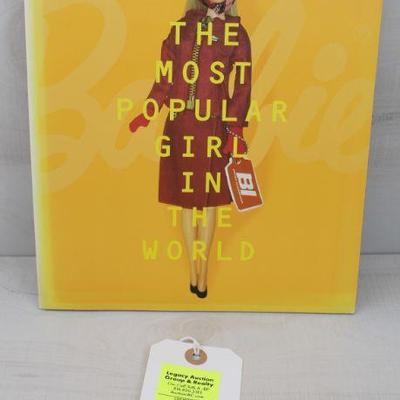 Barbie
THE
MOST
POPULAR
GIRL
IN
THE
WORLD
BI
Legacy Auction
Group & Realty